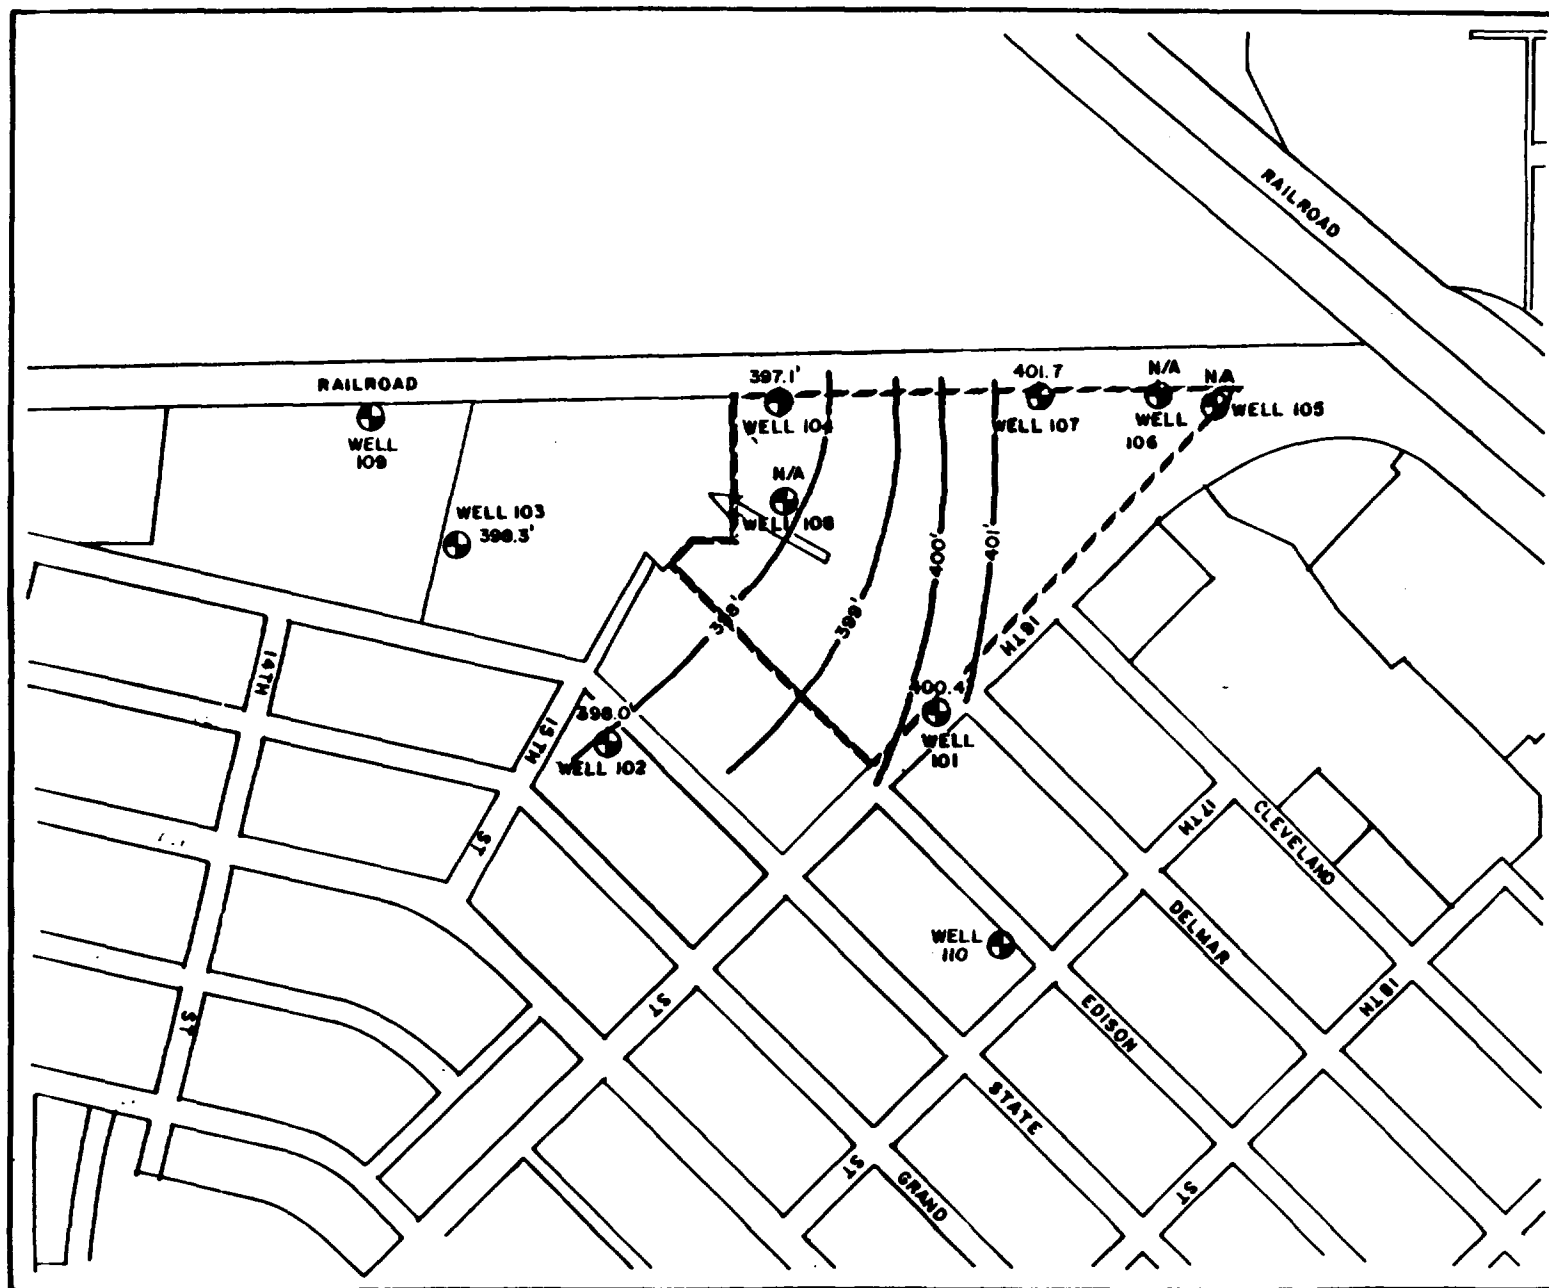 RAILROAD
RAILROAD
397.1'
401.7
N/A
N/A
WELL 104
WELL 107
WELL
106
WELL 105
WELL
109
N/A
WELL 108
WELL 103
398.3'
400'
401'
398'
399'
14TH
15TH
16TH
398.0'
WELL 102
400.4'
WELL
101
ST
17TH
CLEVELAND
WELL
110
DELMAR
18TH
ST
ST
EDISON
STATE
ST
GRAND
ST